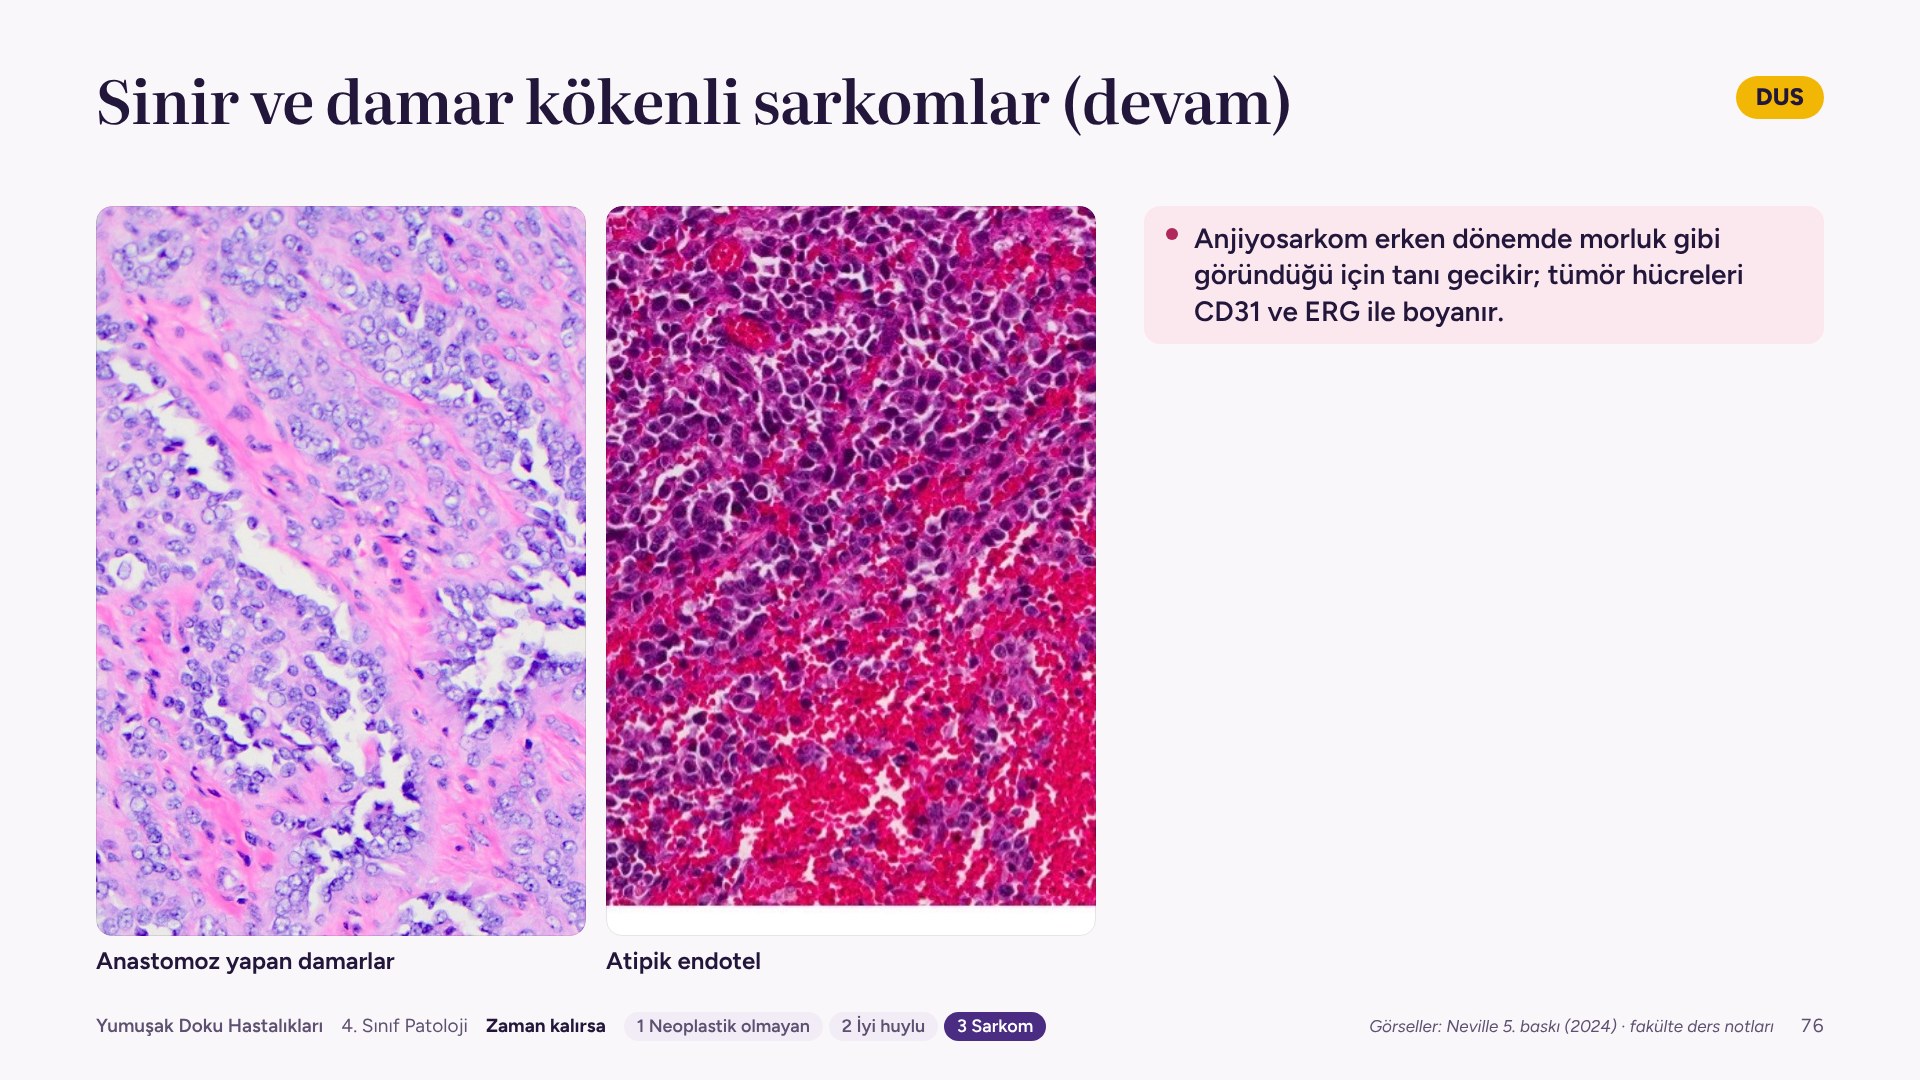 Sinir ve damar kökenli sarkomlar (devam)
DUS
Anjiyosarkom erken dönemde morluk gibi
göründüğü için tanı gecikir; tümör hücreleri
CD31 ve ERG ile boyanır.
Anastomoz yapan damarlar
Atipik endotel
Yumuşak Doku Hastalıkları 4. Sınıf Patoloji Zaman kalırsa 1 Neoplastik olmayan 2 İyi huylu 3 Sarkom Görseller: Neville 5. baskı (2024) · fakülte ders notları 76